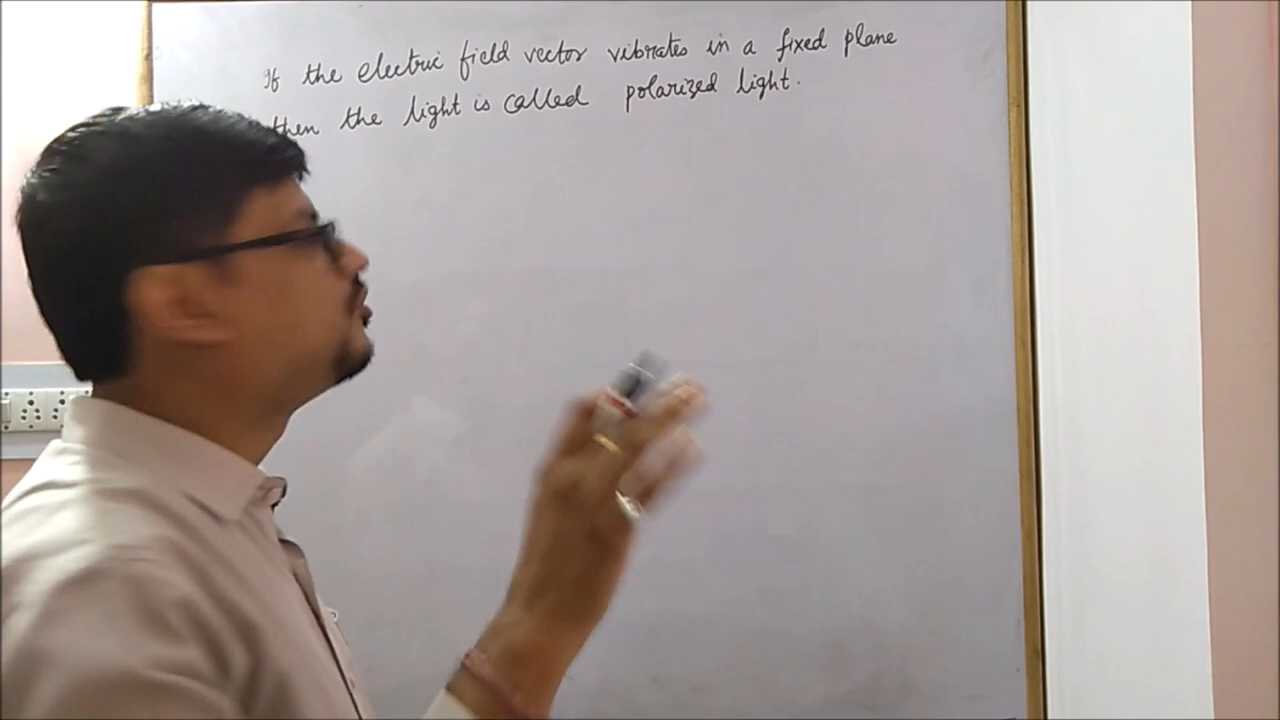 If the electric field vector vibrates in a fixed plane
then the light is called polarized light.